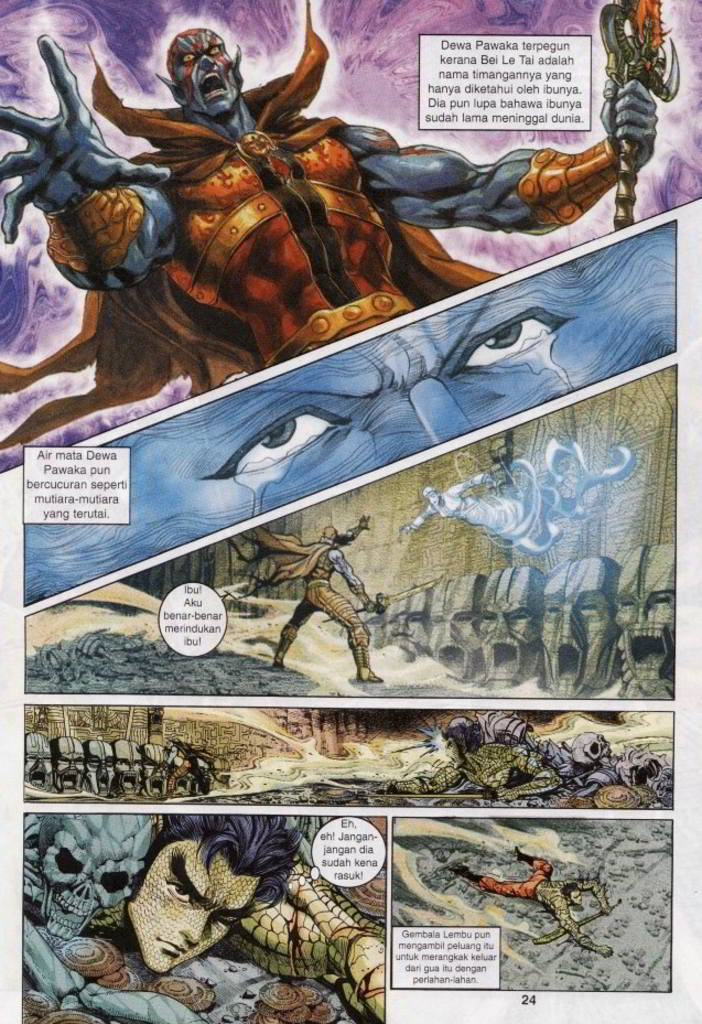 Dewa Pawaka terpegun
kerana Bei Le Tai adalah
nama timangannya yang
hanya diketahui oleh ibunya.
Dia pun lupa bahawa ibunya
sudah lama meninggal dunia.
Air mata Dewa
Pawaka pun
bercucuran seperti
mutiara-mutiara
yang terutai.
Ibu!
Aku
benar-benar
merindukan
ibu!
Eh,
eh! Jangan-
jangan dia
sudah kena
rasuk!
Gembala Lembu pun
mengambil peluang itu
untuk merangkak keluar
dari gua itu dengan
perlahan-lahan.
24